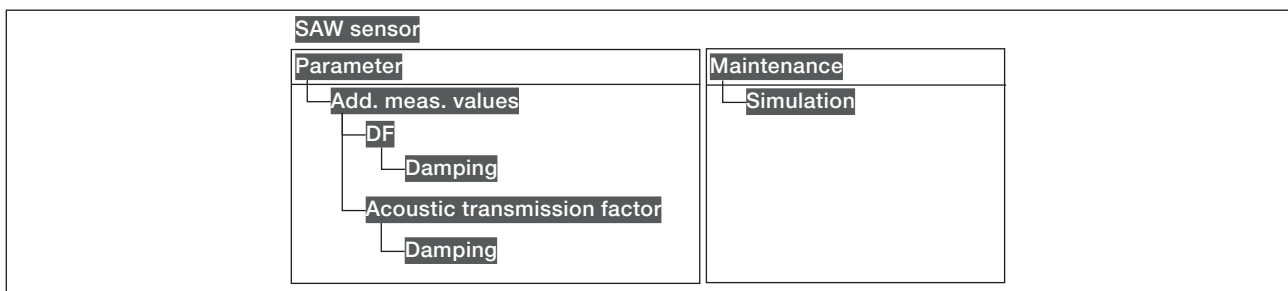 SAW sensor
Parameter
Add. meas. values
DF
Damping
Acoustic transmission factor
Damping
Maintenance
Simulation